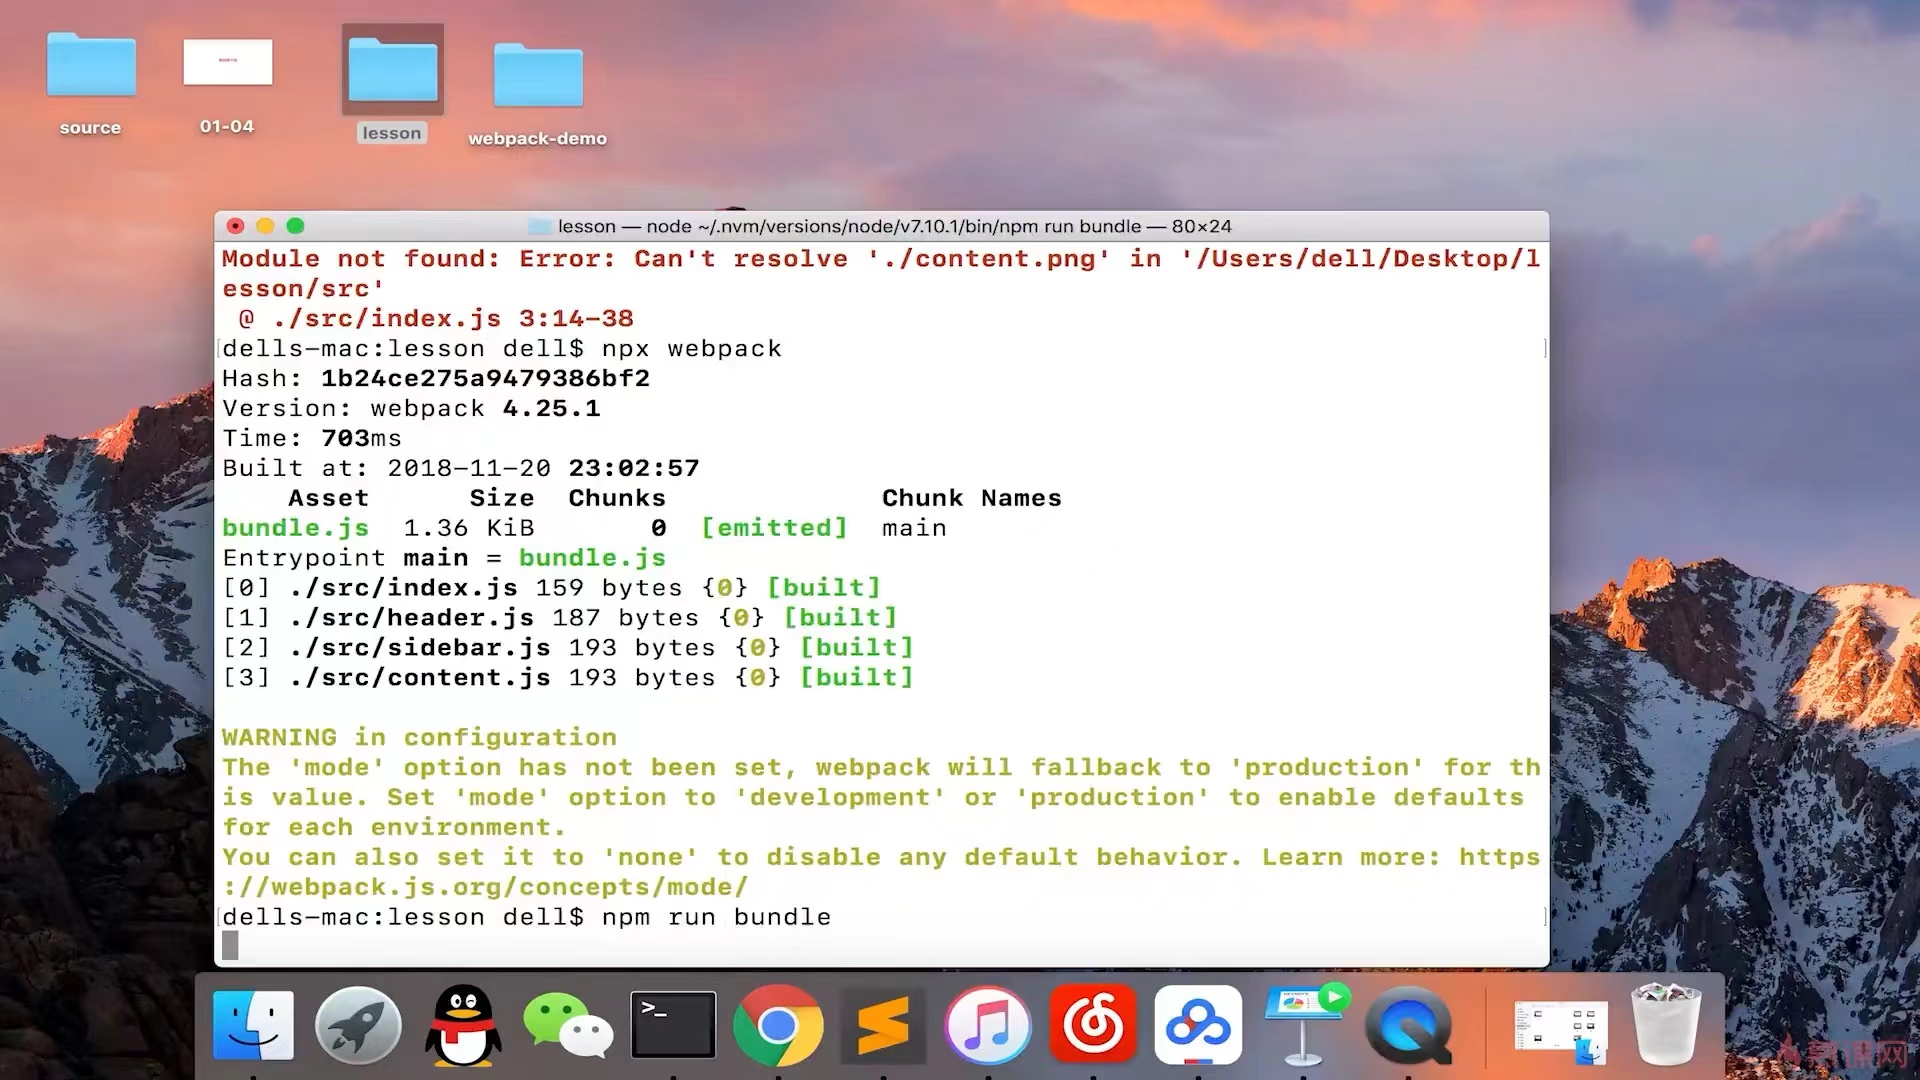 source
01-04
lesson
webpack-demo
lesson — node ~/.nvm/versions/node/v7.10.1/bin/npm run bundle — 80×24
Module not found: Error: Can't resolve './content.png' in '/Users/dell/Desktop/l
esson/src'
 @ ./src/index.js 3:14-38
[dells-mac:lesson dell$ npx webpack ]
Hash: 1b24ce275a9479386bf2
Version: webpack 4.25.1
Time: 703ms
Built at: 2018-11-20 23:02:57
    Asset      Size  Chunks             Chunk Names
bundle.js  1.36 KiB       0  [emitted]  main
Entrypoint main = bundle.js
[0] ./src/index.js 159 bytes {0} [built]
[1] ./src/header.js 187 bytes {0} [built]
[2] ./src/sidebar.js 193 bytes {0} [built]
[3] ./src/content.js 193 bytes {0} [built]
WARNING in configuration
The 'mode' option has not been set, webpack will fallback to 'production' for th
is value. Set 'mode' option to 'development' or 'production' to enable defaults
for each environment.
You can also set it to 'none' to disable any default behavior. Learn more: https
://webpack.js.org/concepts/mode/
[dells-mac:lesson dell$ npm run bundle ]
>_
KEYNOTE
慕课网